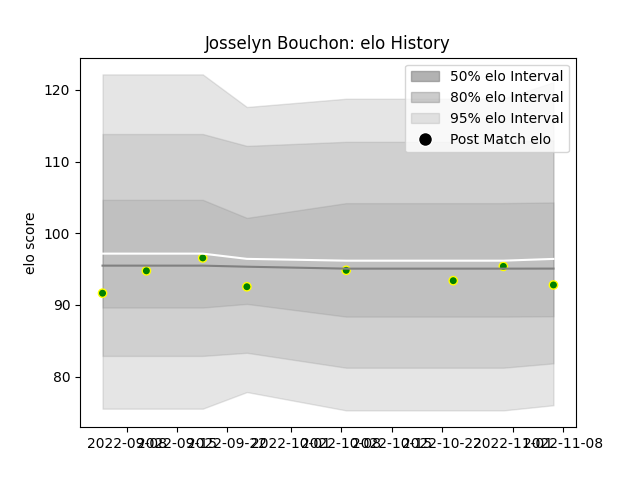 Josselyn Bouchon: elo History
50% elo Interval
80% elo Interval
95% elo Interval
Post Match elo
elo score
120
110
100
90
80
2022-09-08
2022-09-15
2022-09-22
2022-10-01
2022-10-08
2022-10-15
2022-10-22
2022-11-01
2022-11-08